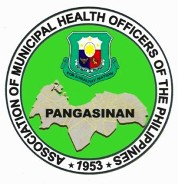 ASSOCIATION OF MUNICIPAL HEALTH OFFICERS OF THE PHILIPPINES
PANGASINAN
1953